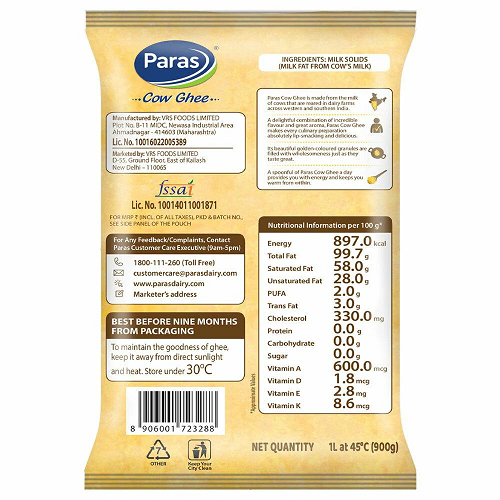 Paras
Cow Ghee
Manufactured by: VRS FOODS LIMITED
Plot No. B-11 MIDC, Newasa Industrial Area
Ahmadnagar - 414603 (Maharashtra)
Lic. No. 10016022005389
Marketed by: VRS FOODS LIMITED
D-55, Ground Floor, East of Kailash
New Delhi – 110065
fssai
Lic. No. 10014011001871
FOR MRP ₹ (INCL. OF ALL TAXES), PKD & BATCH NO.,
SEE SIDE PANEL OF THE POUCH
For Any Feedback/Complaints, Contact
Paras Customer Care Executive (9am-5pm)
1800-111-260 (Toll Free)
customercare@parasdairy.com
www.parasdairy.com
Marketer's address
BEST BEFORE NINE MONTHS
FROM PACKAGING
To maintain the goodness of ghee,
keep it away from direct sunlight
and heat. Store under 30°C
8 906001 723288
7
OTHER
Keep Your
City Clean
INGREDIENTS: MILK SOLIDS
(MILK FAT FROM COW'S MILK)
Paras Cow Ghee is made from the milk
of cows that are reared in dairy farms
across western and southern India.
A delightful combination of incredible
flavour and great aroma, Paras Cow Ghee
makes every culinary preparation
absolutely lip-smacking and delicious.
Its beautiful golden coloured granules are
filled with wholesomeness just as they
taste great.
A spoonful of Paras Cow Ghee a day
provides you with energy and keeps you
warm from within.
Nutritional Information per 100 g*
Energy 897.0 kcal
Total Fat 99.7 g
Saturated Fat 58.0 g
Unsaturated Fat 28.0 g
PUFA 2.0 g
Trans Fat 3.0 g
Cholesterol 330.0 mg
Protein 0.0 g
Carbohydrate 0.0 g
Sugar 0.0 g
Vitamin A 600.0 mcg
Vitamin D 1.8 mcg
Vitamin E 2.8 mg
Vitamin K 8.6 mcg
*Approximate Values
NET QUANTITY 1L at 45°C (900g)